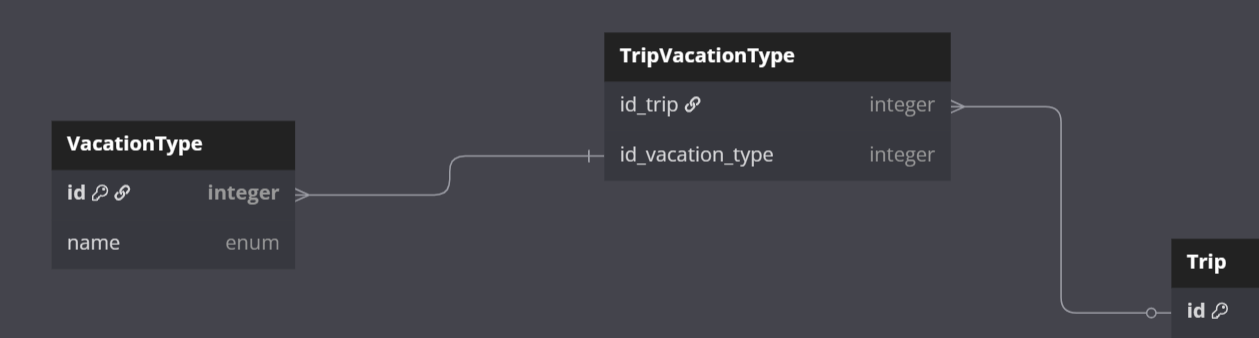 TripVacationType
id_trip integer
id_vacation_type integer
VacationType
id integer
name enum
Trip
id